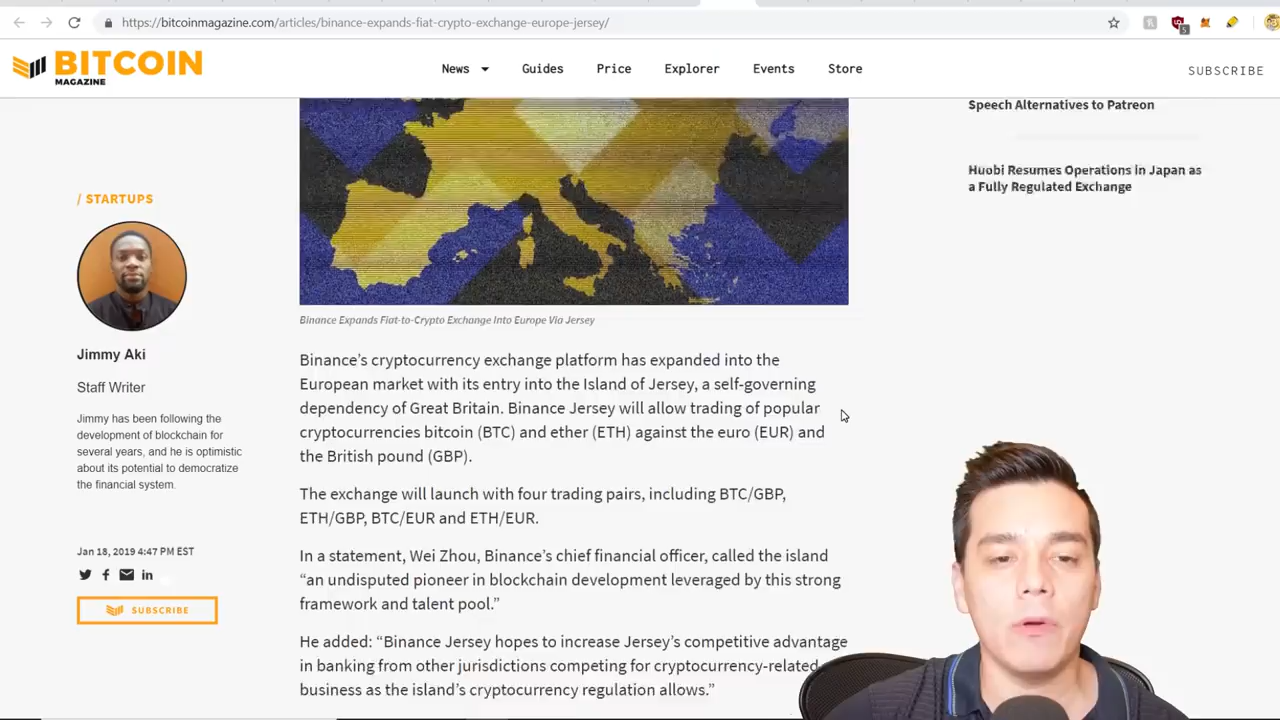 https://bitcoinmagazine.com/articles/binance-expands-fiat-crypto-exchange-europe-jersey/
5
BITCOIN
MAGAZINE
News
Guides
Price
Explorer
Events
Store
SUBSCRIBE
Speech Alternatives to Patreon
Huobi Resumes Operations in Japan as
a Fully Regulated Exchange
/ STARTUPS
Jimmy Aki
Staff Writer
Jimmy has been following the
development of blockchain for
several years, and he is optimistic
about its potential to democratize
the financial system.
Jan 18, 2019 4:47 PM EST
SUBSCRIBE
Binance Expands Fiat-to-Crypto Exchange Into Europe Via Jersey
Binance’s cryptocurrency exchange platform has expanded into the
European market with its entry into the Island of Jersey, a self-governing
dependency of Great Britain. Binance Jersey will allow trading of popular
cryptocurrencies bitcoin (BTC) and ether (ETH) against the euro (EUR) and
the British pound (GBP).
The exchange will launch with four trading pairs, including BTC/GBP,
ETH/GBP, BTC/EUR and ETH/EUR.
In a statement, Wei Zhou, Binance’s chief financial officer, called the island
“an undisputed pioneer in blockchain development leveraged by this strong
framework and talent pool.”
He added: “Binance Jersey hopes to increase Jersey’s competitive advantage
in banking from other jurisdictions competing for cryptocurrency-related
business as the island’s cryptocurrency regulation allows.”